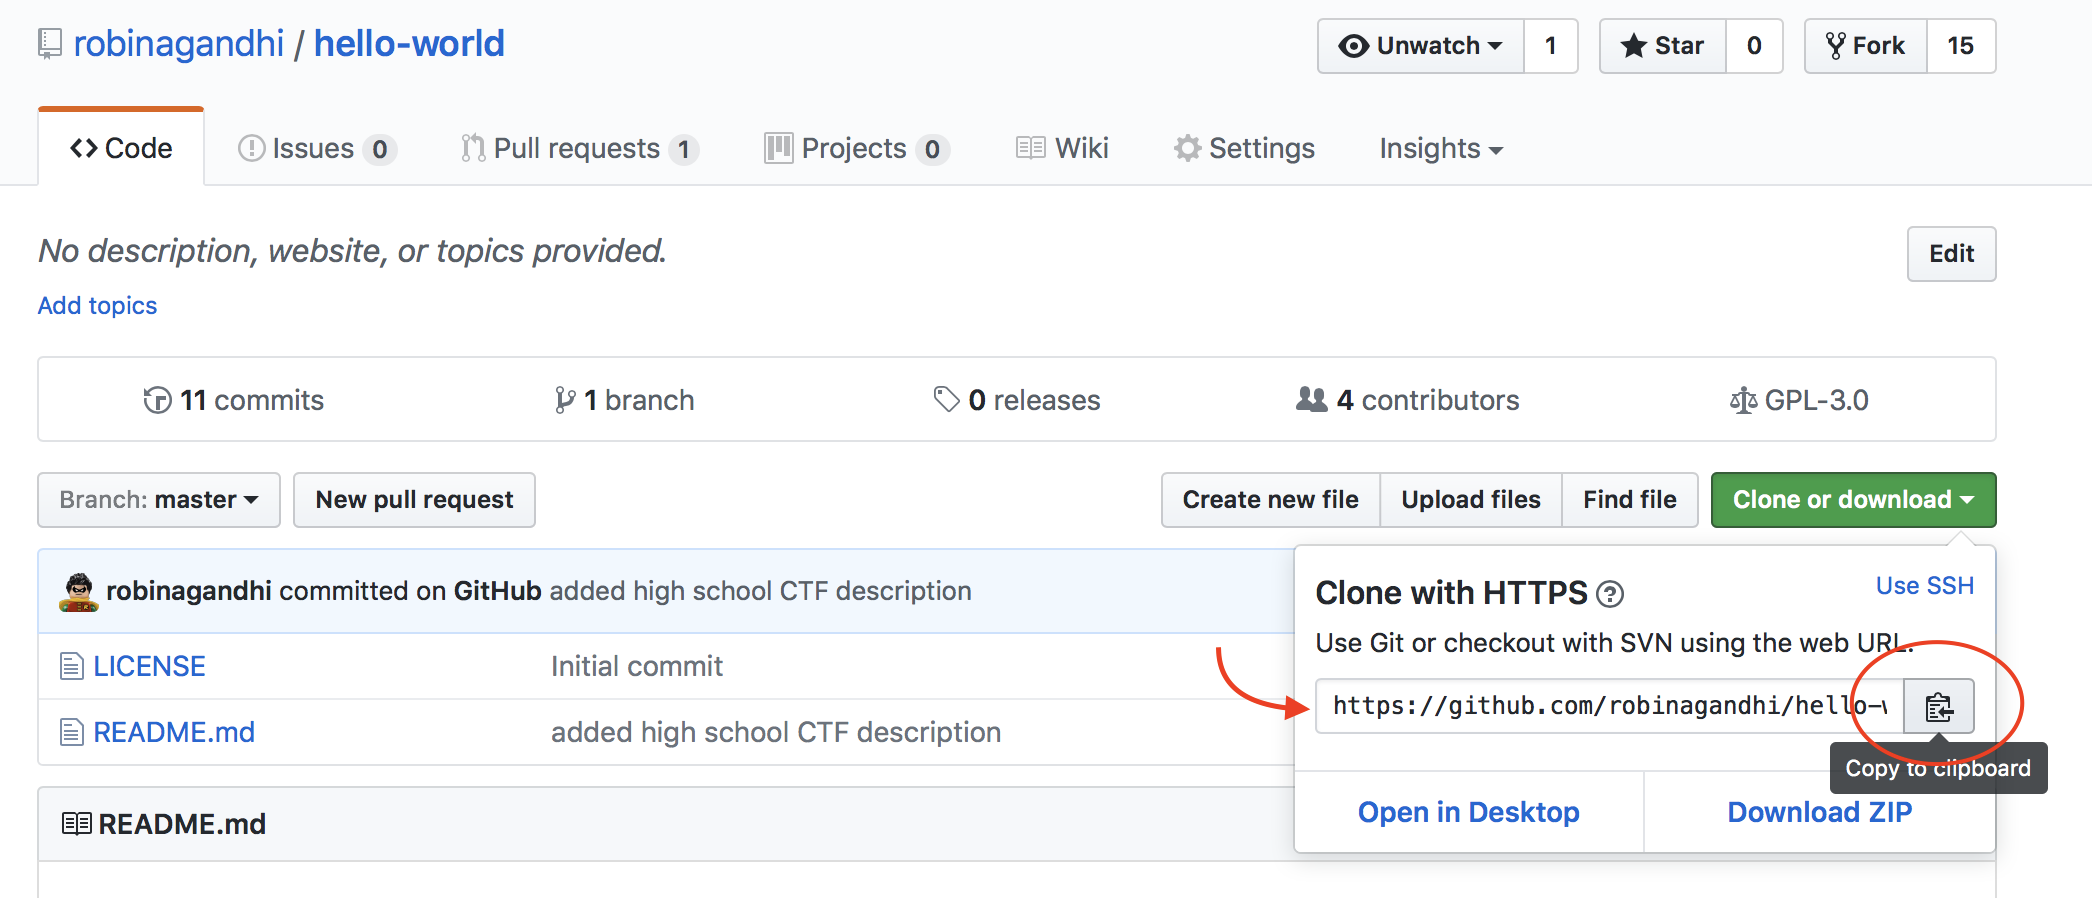 robinagandhi / hello-world
Unwatch 1 Star 0 Fork 15
Code Issues 0 Pull requests 1 Projects 0 Wiki Settings Insights
No description, website, or topics provided.
Edit
Add topics
11 commits 1 branch 0 releases 4 contributors GPL-3.0
Branch: master New pull request Create new file Upload files Find file Clone or download
robinagandhi committed on GitHub added high school CTF description
Clone with HTTPS ? Use SSH
Use Git or checkout with SVN using the web URL.
LICENSE Initial commit
https://github.com/robinagandhi/hello-w
README.md added high school CTF description
Copy to clipboard
Open in Desktop Download ZIP
README.md